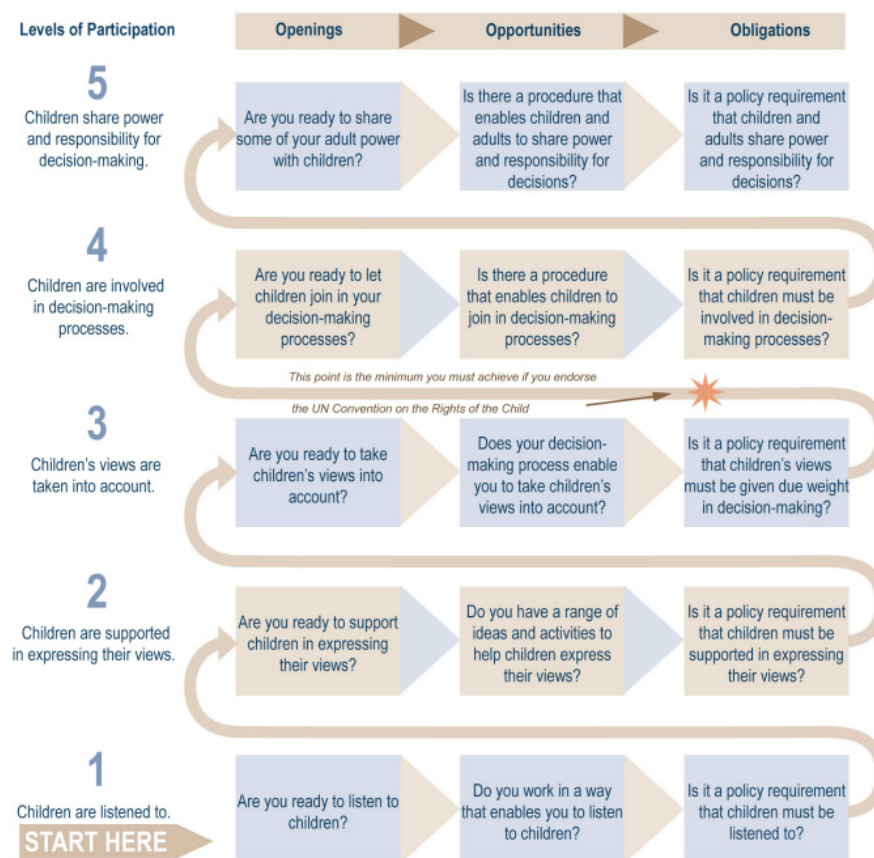 Levels of Participation
Openings
Opportunities
Obligations
5
Children share power
and responsibility for
decision-making.
Are you ready to share
some of your adult power
with children?
Is there a procedure that
enables children and
adults to share power
and responsibility for
decisions?
Is it a policy requirement
that children and
adults share power
and responsibility for
decisions?
4
Children are involved
in decision-making
processes.
Are you ready to let
children join in your
decision-making
processes?
Is there a procedure
that enables children to
join in decision-making
processes?
Is it a policy requirement
that children must be
involved in decision-
making processes?
This point is the minimum you must achieve if you endorse
the UN Convention on the Rights of the Child
3
Children's views are
taken into account.
Are you ready to take
children's views into
account?
Does your decision-
making process enable
you to take children's
views into account?
Is it a policy requirement
that children's views
must be given due weight
in decision-making?
2
Children are supported
in expressing their views.
Are you ready to support
children in expressing
their views?
Do you have a range of
ideas and activities to
help children express
their views?
Is it a policy requirement
that children must be
supported in expressing
their views?
1
Children are listened to.
START HERE
Are you ready to listen to
children?
Do you work in a way
that enables you to listen
to children?
Is it a policy requirement
that children must be
listened to?